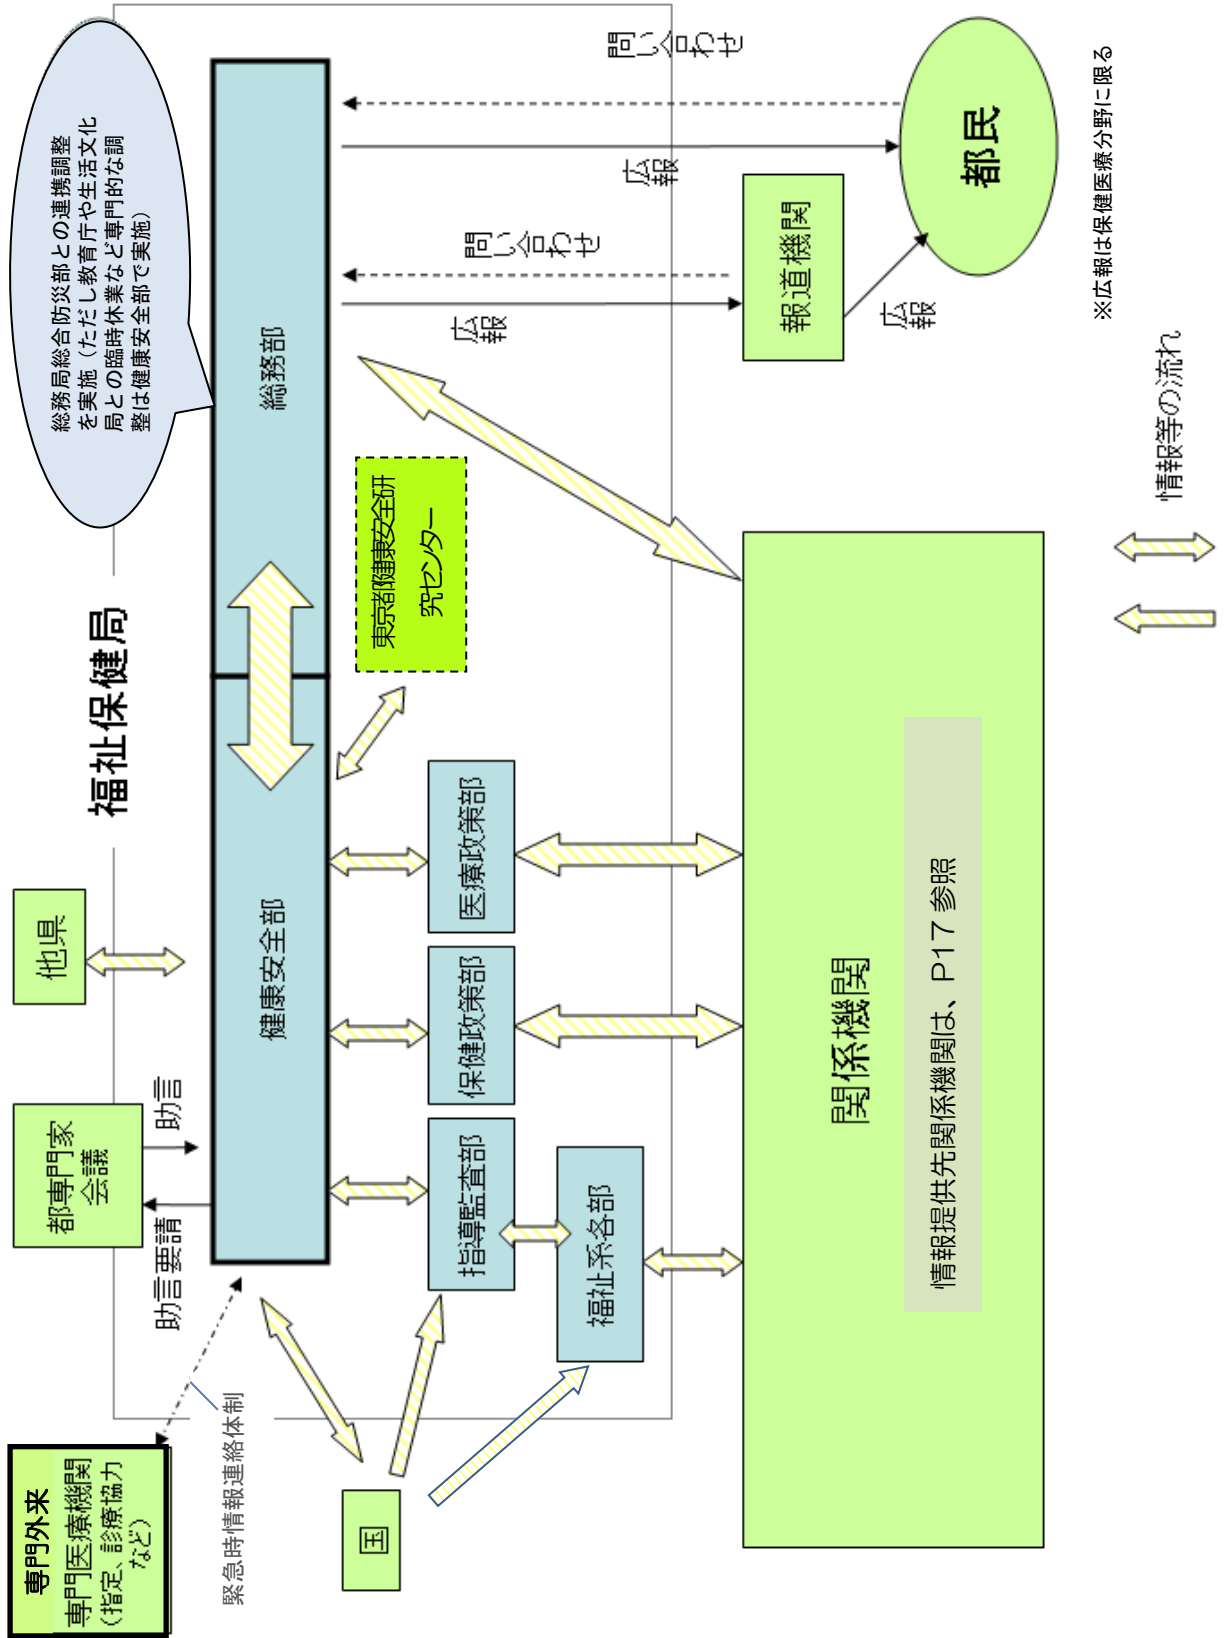 専門外来
専門医療機関
（指定、診療協力
など）
緊急時情報連絡体制
国
都専門家
会議
助言要請
助言
他県
福祉保健局
総務局総合防災部との連携調整
を実施（ただし教育庁や生活文化
局との臨時休業など専門的な調
整は健康安全部で実施）
健康安全部
総務部
指導監査部
保健政策部
医療政策部
福祉系各部
東京都健康安全研
究センター
広報
問い合わせ
広報
問い合わせ
報道機関
広報
都民
関係機関
情報提供先関係機関は、P17参照
※広報は保健医療分野に限る
情報等の流れ